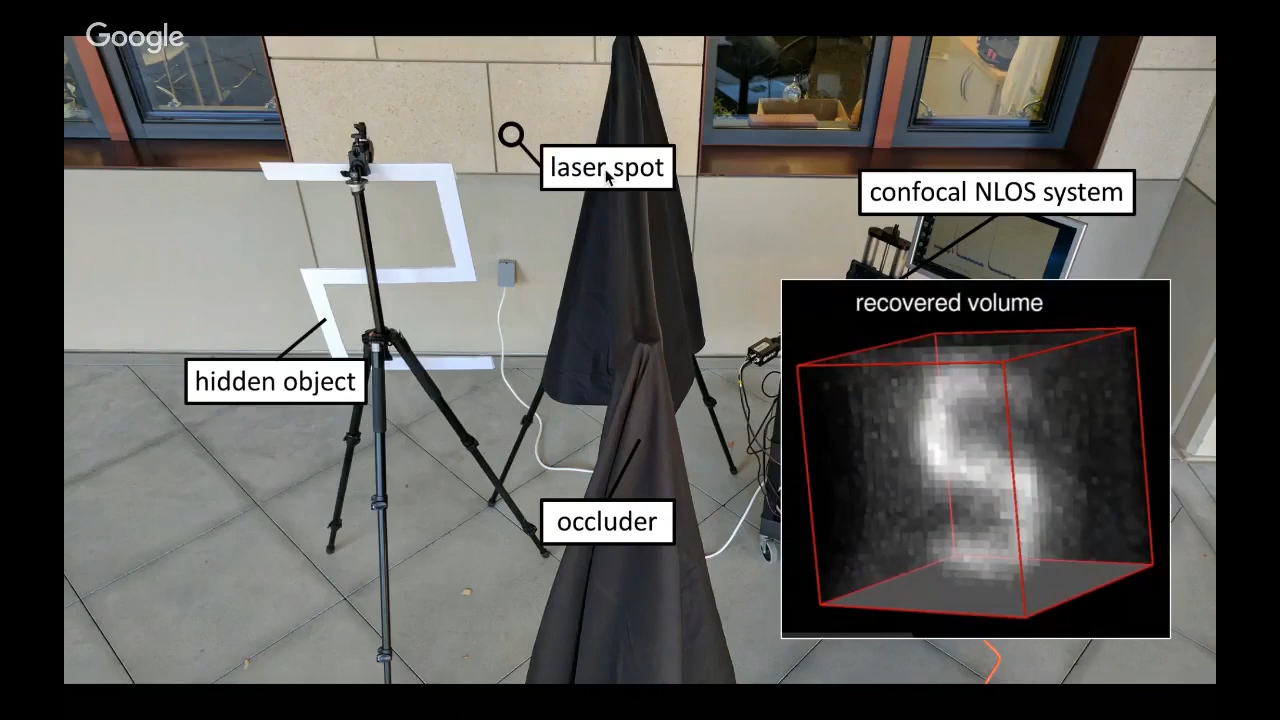 Google
laser spot
confocal NLOS system
recovered volume
hidden object
occluder